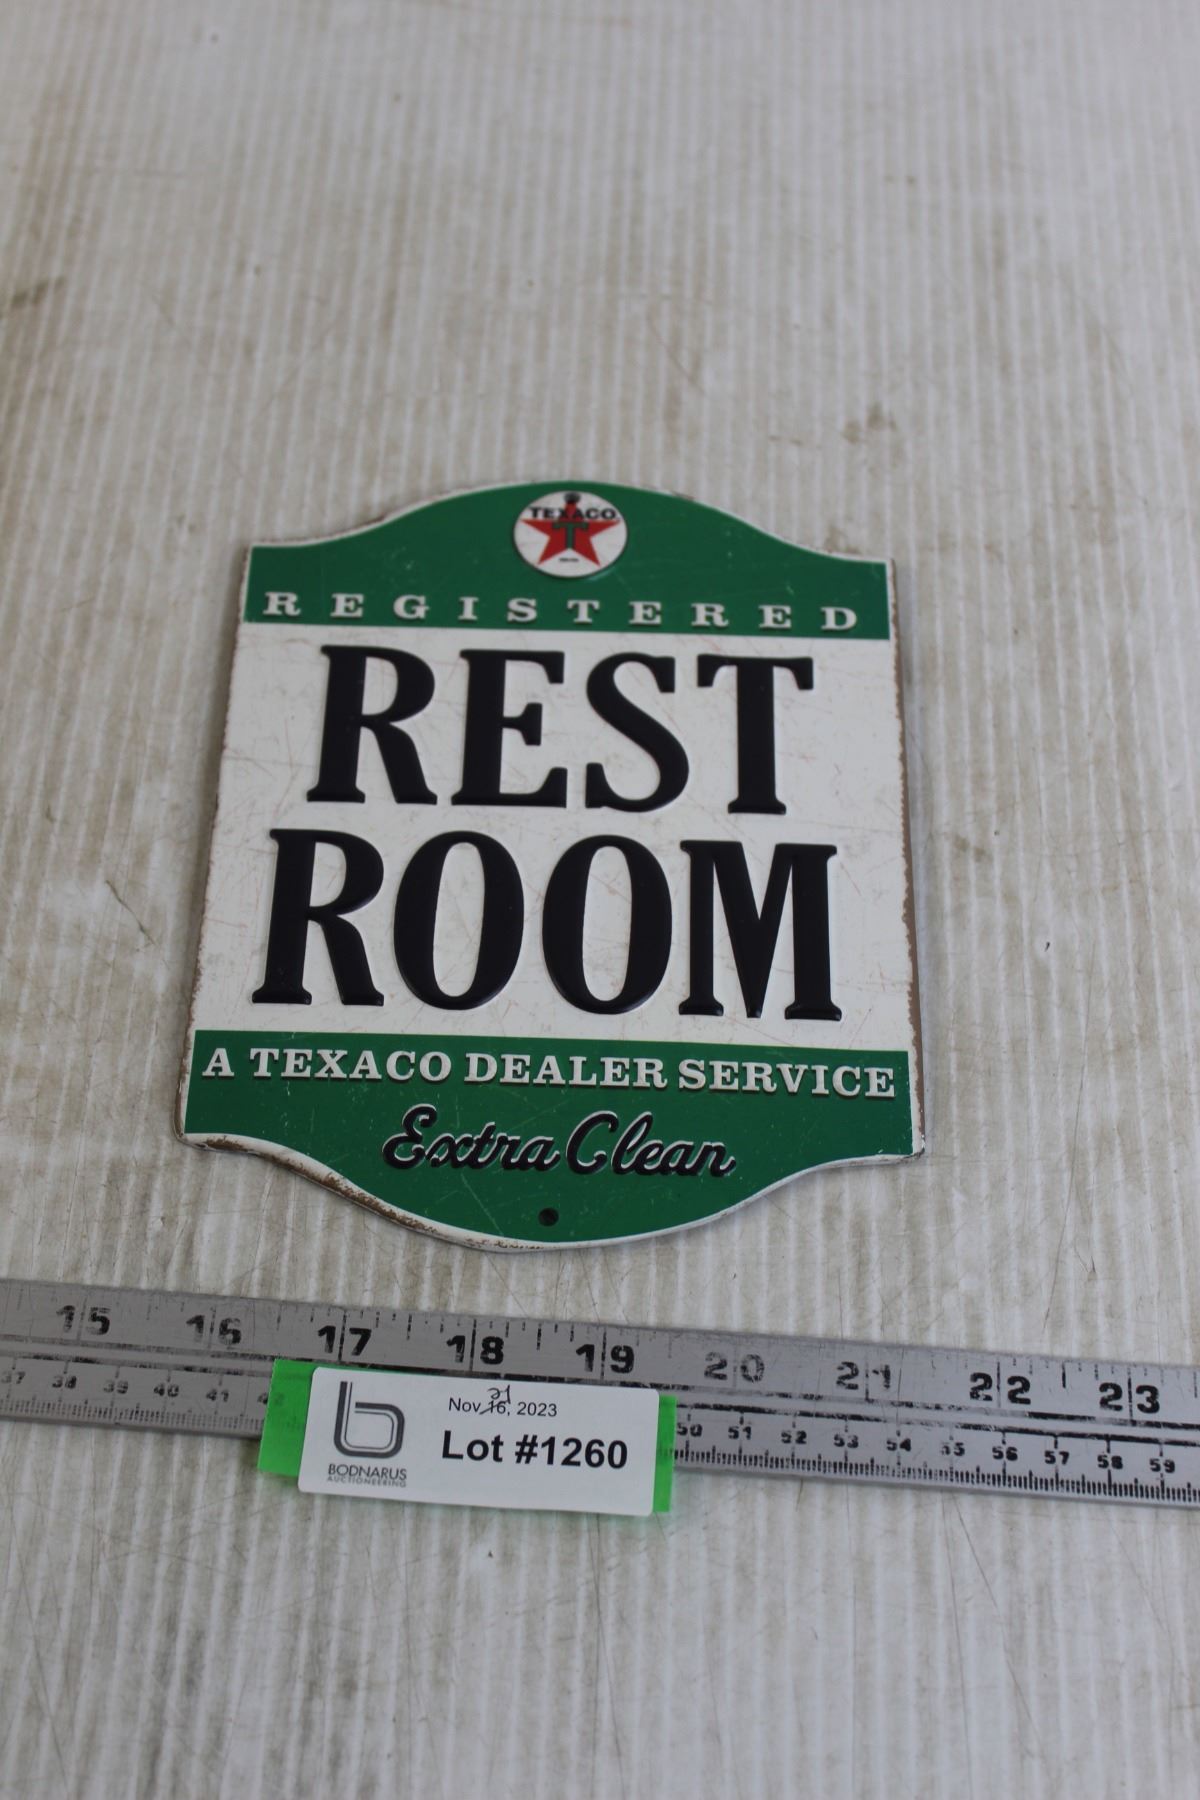 TEXACO
T
REGISTERED
REST
ROOM
A TEXACO DEALER SERVICE
Extra Clean
15 16 17 18 19 20 21 22 23
37 38 39 40 41 50 51 52 53 54 55 56 57 58 59
21
Nov 16, 2023
Lot #1260
b
BODNARUS
AUCTIONEERING